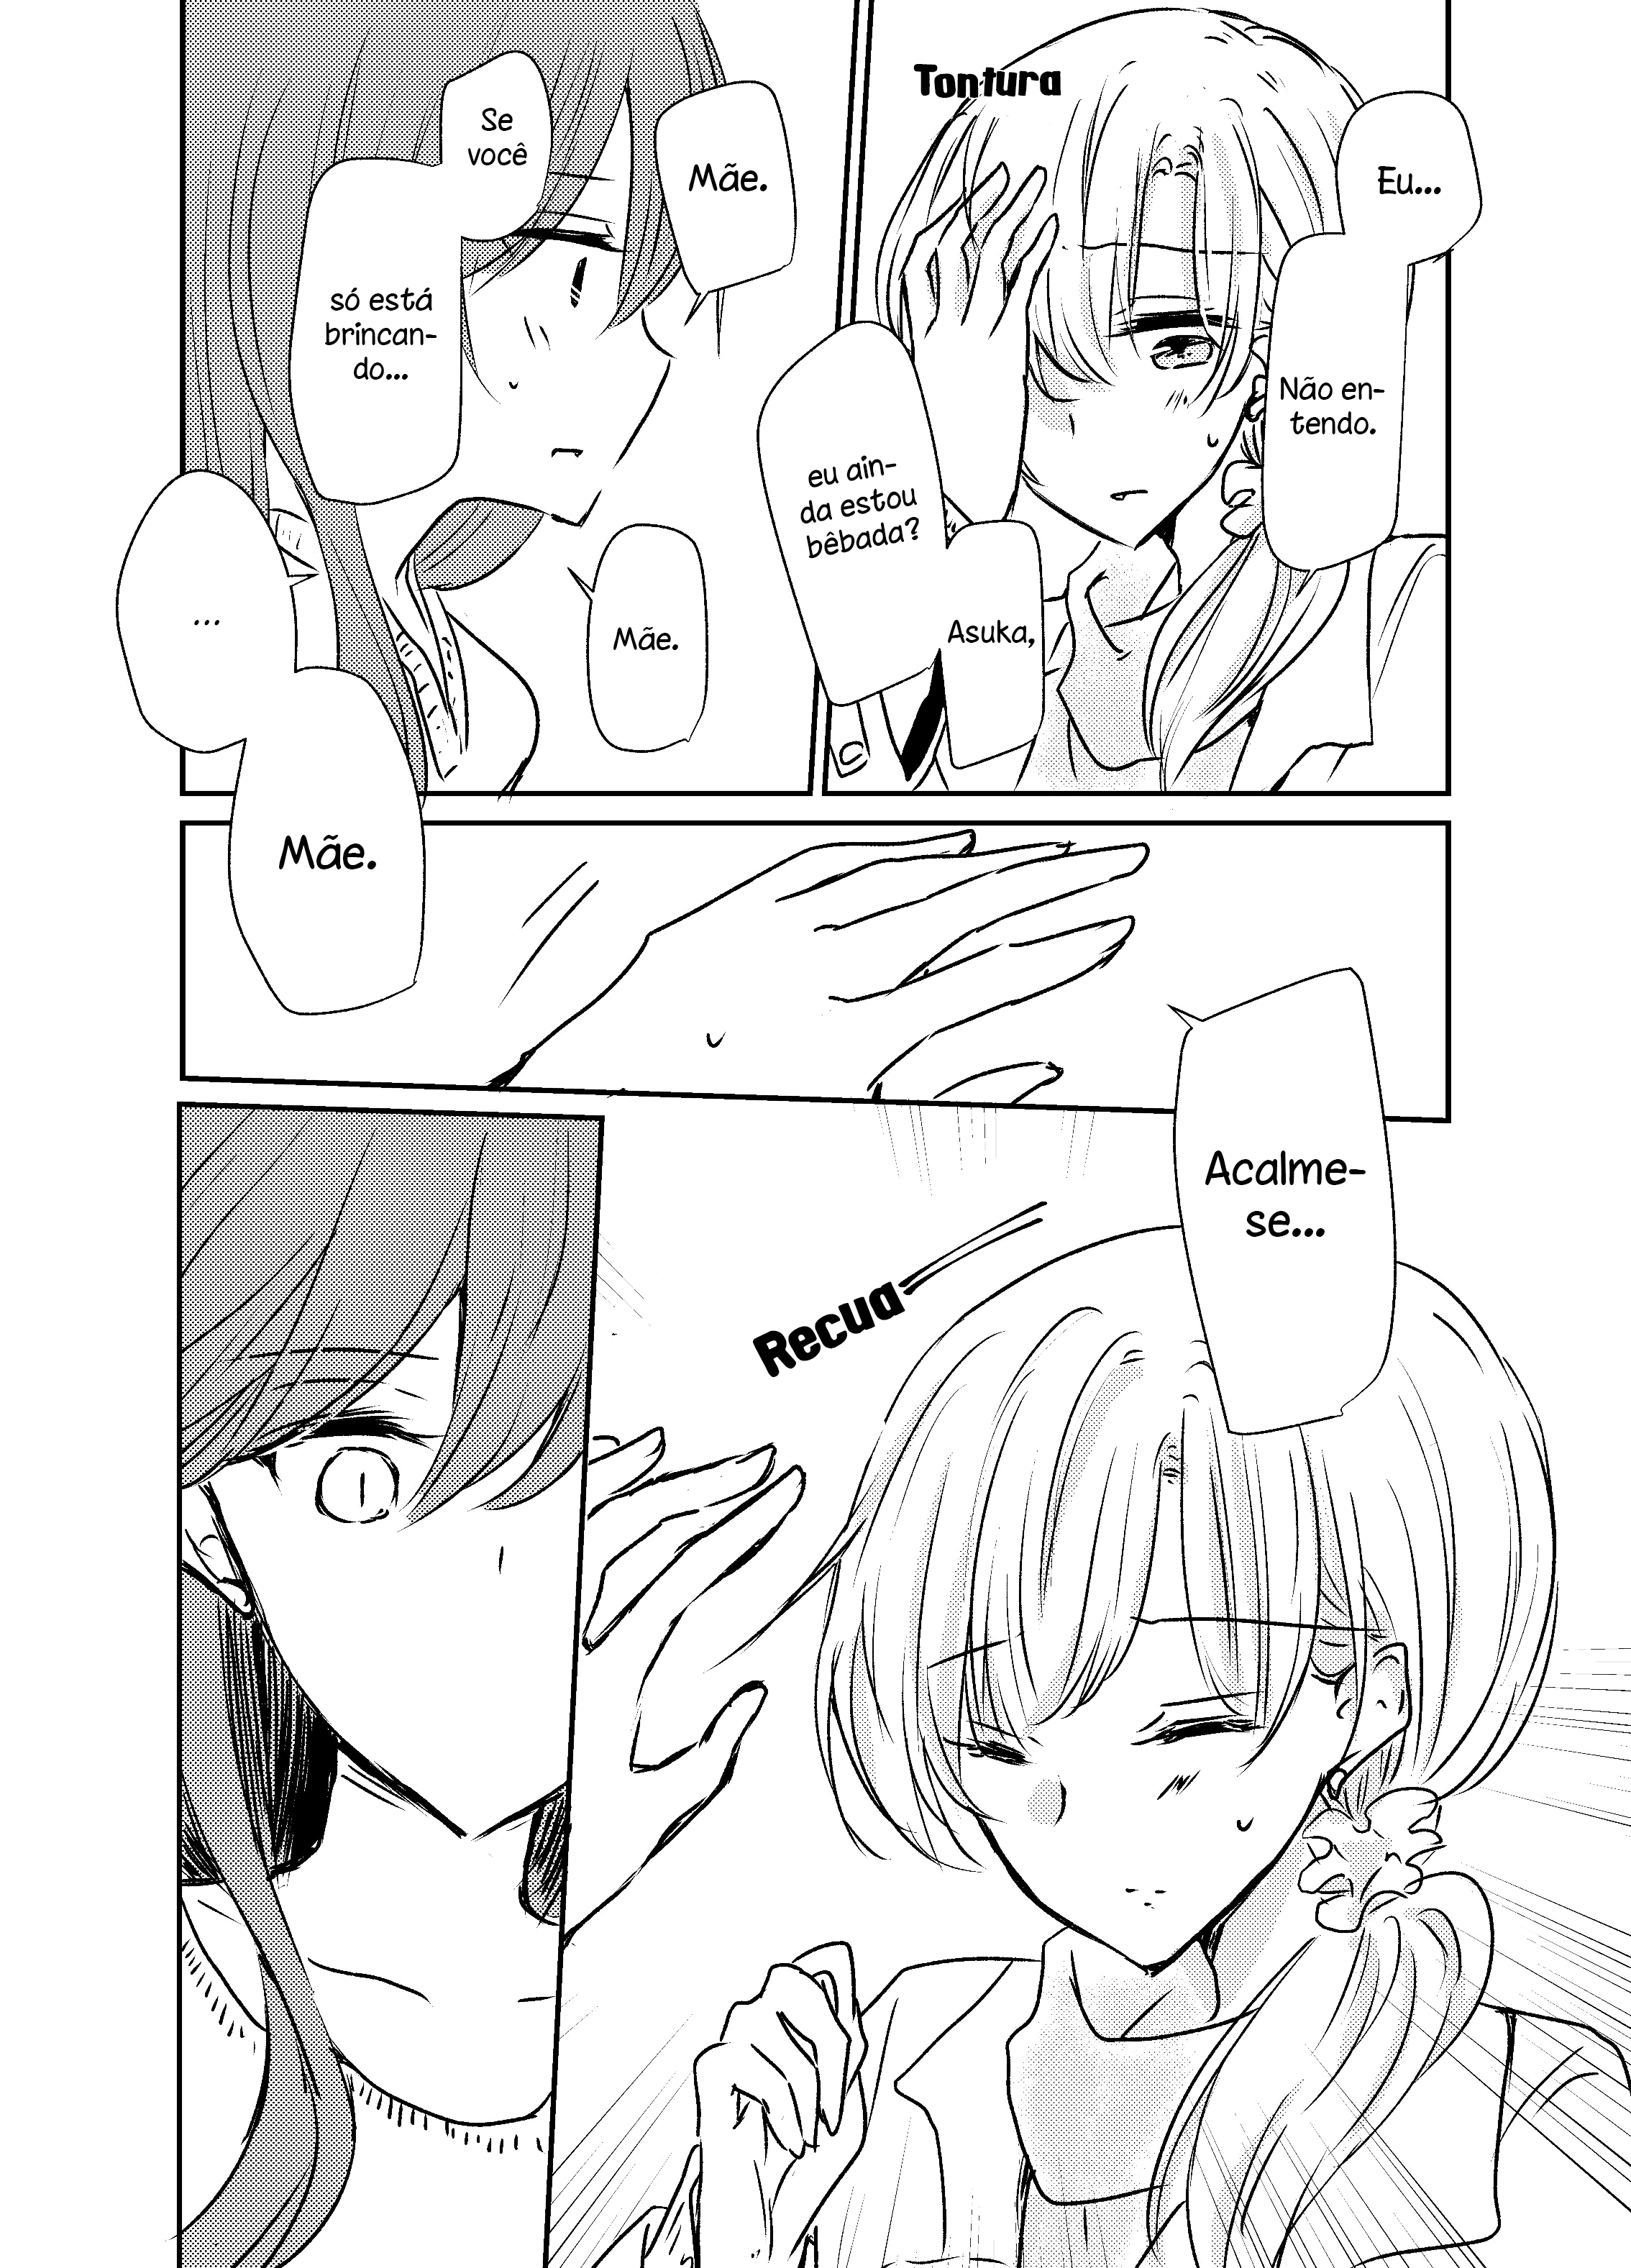 Tontura
Eu...
Não en-
tendo.
Asuka,
eu ain-
da estou
bêbada?
Mãe.
Se
você
só está
brincan-
do...
Mãe.
...
Mãe.
Acalme-
se...
Recua